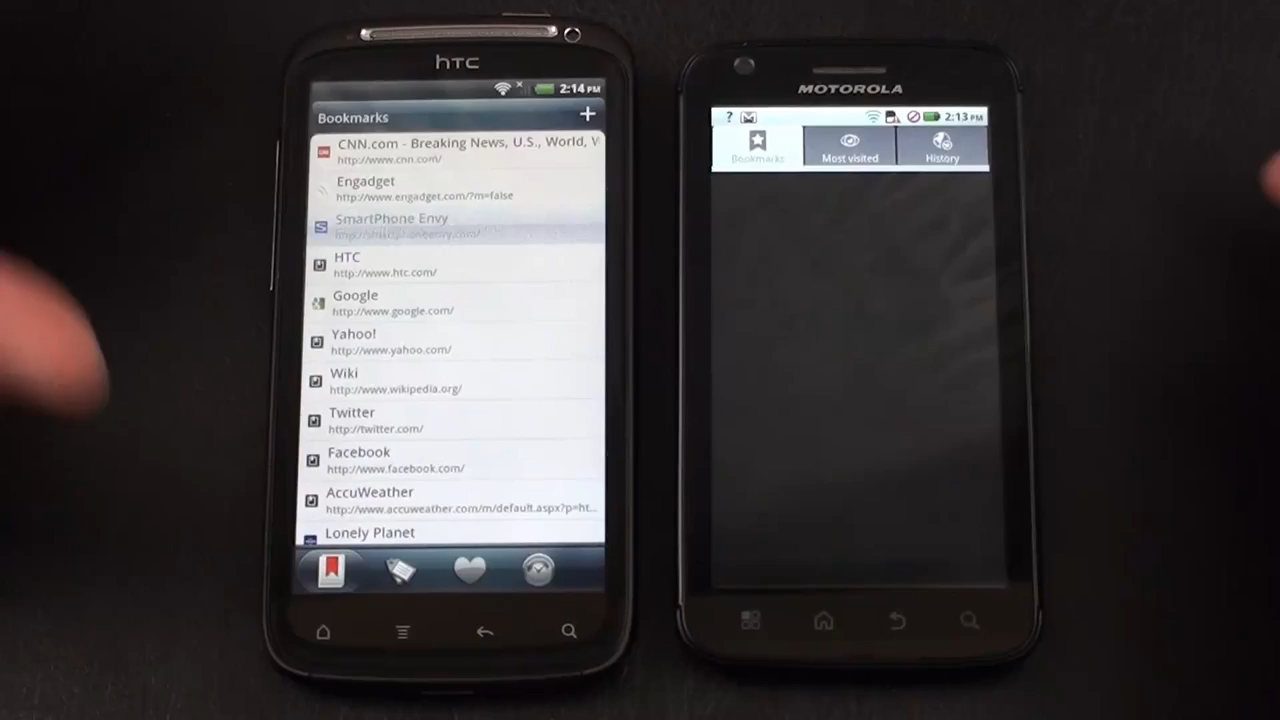 htc
2:14 PM
Bookmarks
CNN.com - Breaking News, U.S., World, W
http://www.cnn.com/
Engadget
http://www.engadget.com/?m=false
SmartPhone Envy
http://smartphoneenvy.com/
HTC
http://www.htc.com/
Google
http://www.google.com/
Yahoo!
http://www.yahoo.com/
Wiki
http://www.wikipedia.org/
Twitter
http://twitter.com/
Facebook
http://www.facebook.com/
AccuWeather
http://www.accuweather.com/m/default.aspx?p=ht...
Lonely Planet
MOTOROLA
? 2:13 PM
Bookmarks
Most visited
History